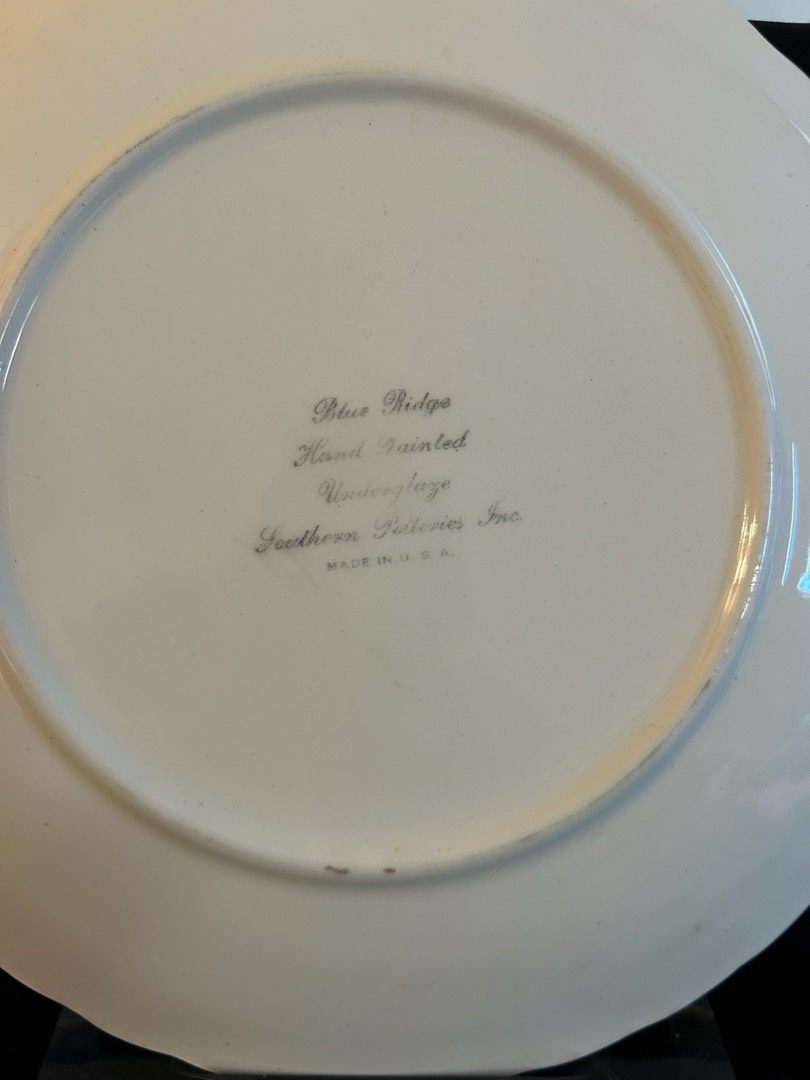 Blue Ridge
Hand Painted
Underglaze
Southern Potteries Inc.
MADE IN U.S.A.